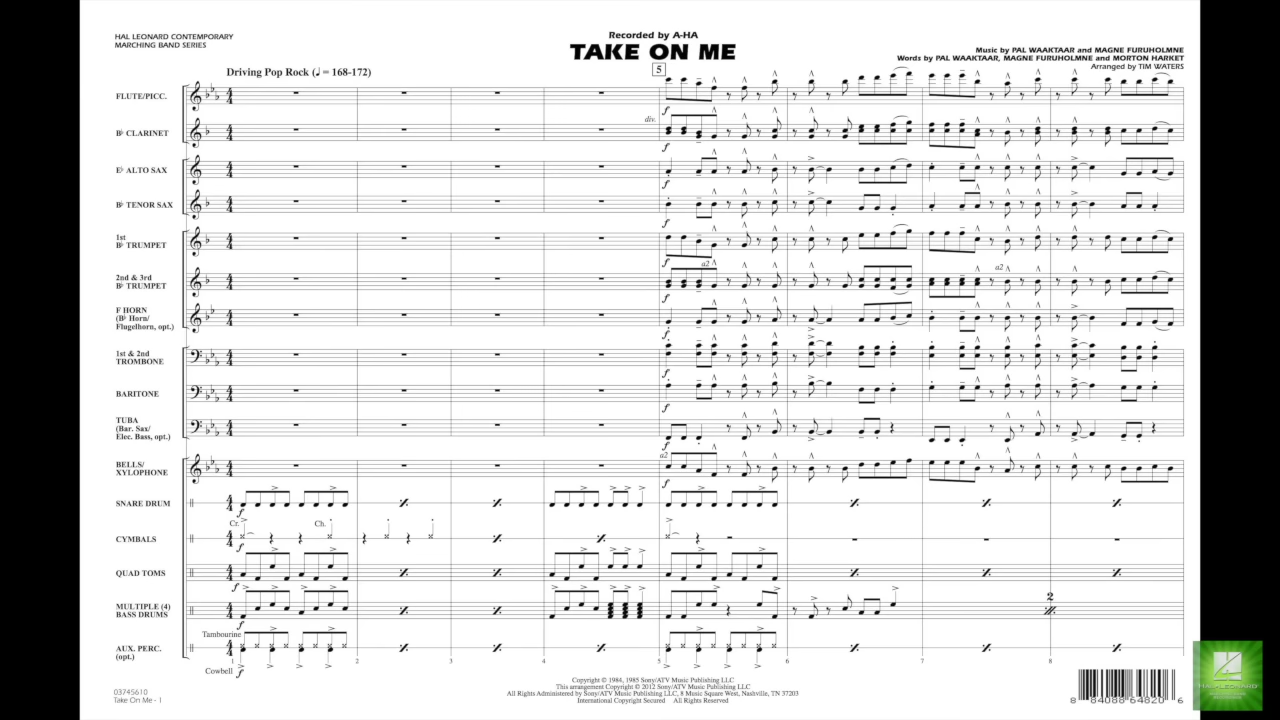 HAL LEONARD CONTEMPORARY
MARCHING BAND SERIES
Recorded by A-HA
TAKE ON ME
Music by PAL WAAKTAAR and MAGNE FURUHOLMNE
Words by PAL WAAKTAAR, MAGNE FURUHOLMNE and MORTON HARKET
Arranged by TIM WATERS
Driving Pop Rock (♩ = 168-172)
5
FLUTE/PICC.
f
div.
B♭ CLARINET
f
E♭ ALTO SAX
f
B♭ TENOR SAX
f
1st
B♭ TRUMPET
f
a2
a2
2nd & 3rd
B♭ TRUMPET
f
F HORN
(B♭ Horn/
Flugelhorn, opt.)
f
1st & 2nd
TROMBONE
f
BARITONE
f
TUBA
(Bar. Sax/
Elec. Bass, opt.)
f
a2
BELLS/
XYLOPHONE
f
SNARE DRUM
f
Cr.
Ch.
CYMBALS
f
QUAD TOMS
f
2
MULTIPLE (4)
BASS DRUMS
f
Tambourine
AUX. PERC.
(opt.)
Cowbell
f
1 2 3 4 5 6 7 8
03745610
Take On Me - 1
Copyright © 1984, 1985 Sony/ATV Music Publishing LLC
This arrangement Copyright © 2012 Sony/ATV Music Publishing LLC
All Rights Administered by Sony/ATV Music Publishing LLC, 8 Music Square West, Nashville, TN 37203
International Copyright Secured All Rights Reserved
8 84088 64820 6
HAL•LEONARD